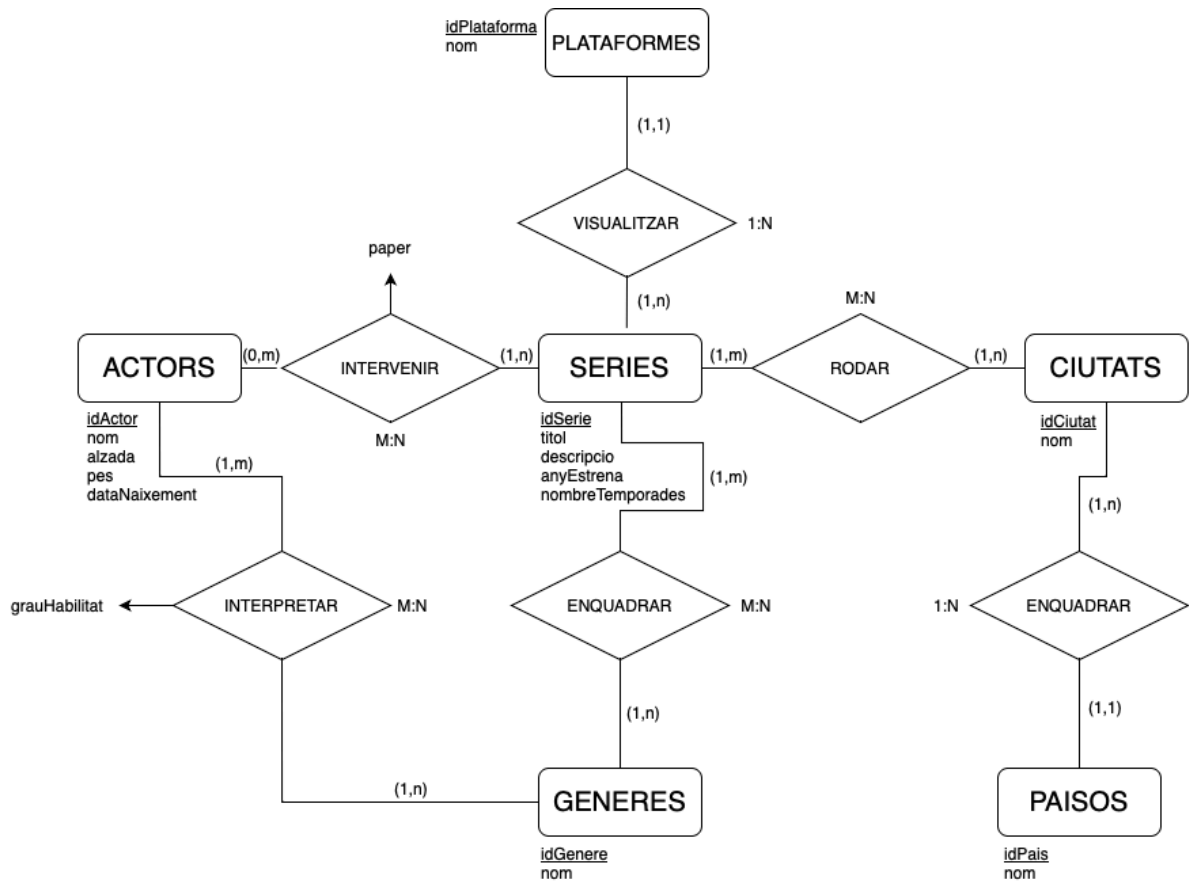 idPlataforma
nom
PLATAFORMES
(1,1)
VISUALITZAR
1:N
paper
(1,n)
M:N
ACTORS
(0,m)
INTERVENIR
(1,n)
SERIES
(1,m)
RODAR
(1,n)
CIUTATS
idActor
nom
alzada
pes
dataNaixement
M:N
idSerie
titol
descripcio
anyEstrena
nombreTemporades
idCiutat
nom
(1,m)
(1,m)
(1,n)
grauHabilitat
INTERPRETAR
M:N
ENQUADRAR
M:N
1:N
ENQUADRAR
(1,n)
(1,1)
(1,n)
GENERES
PAISOS
idGenere
nom
idPais
nom